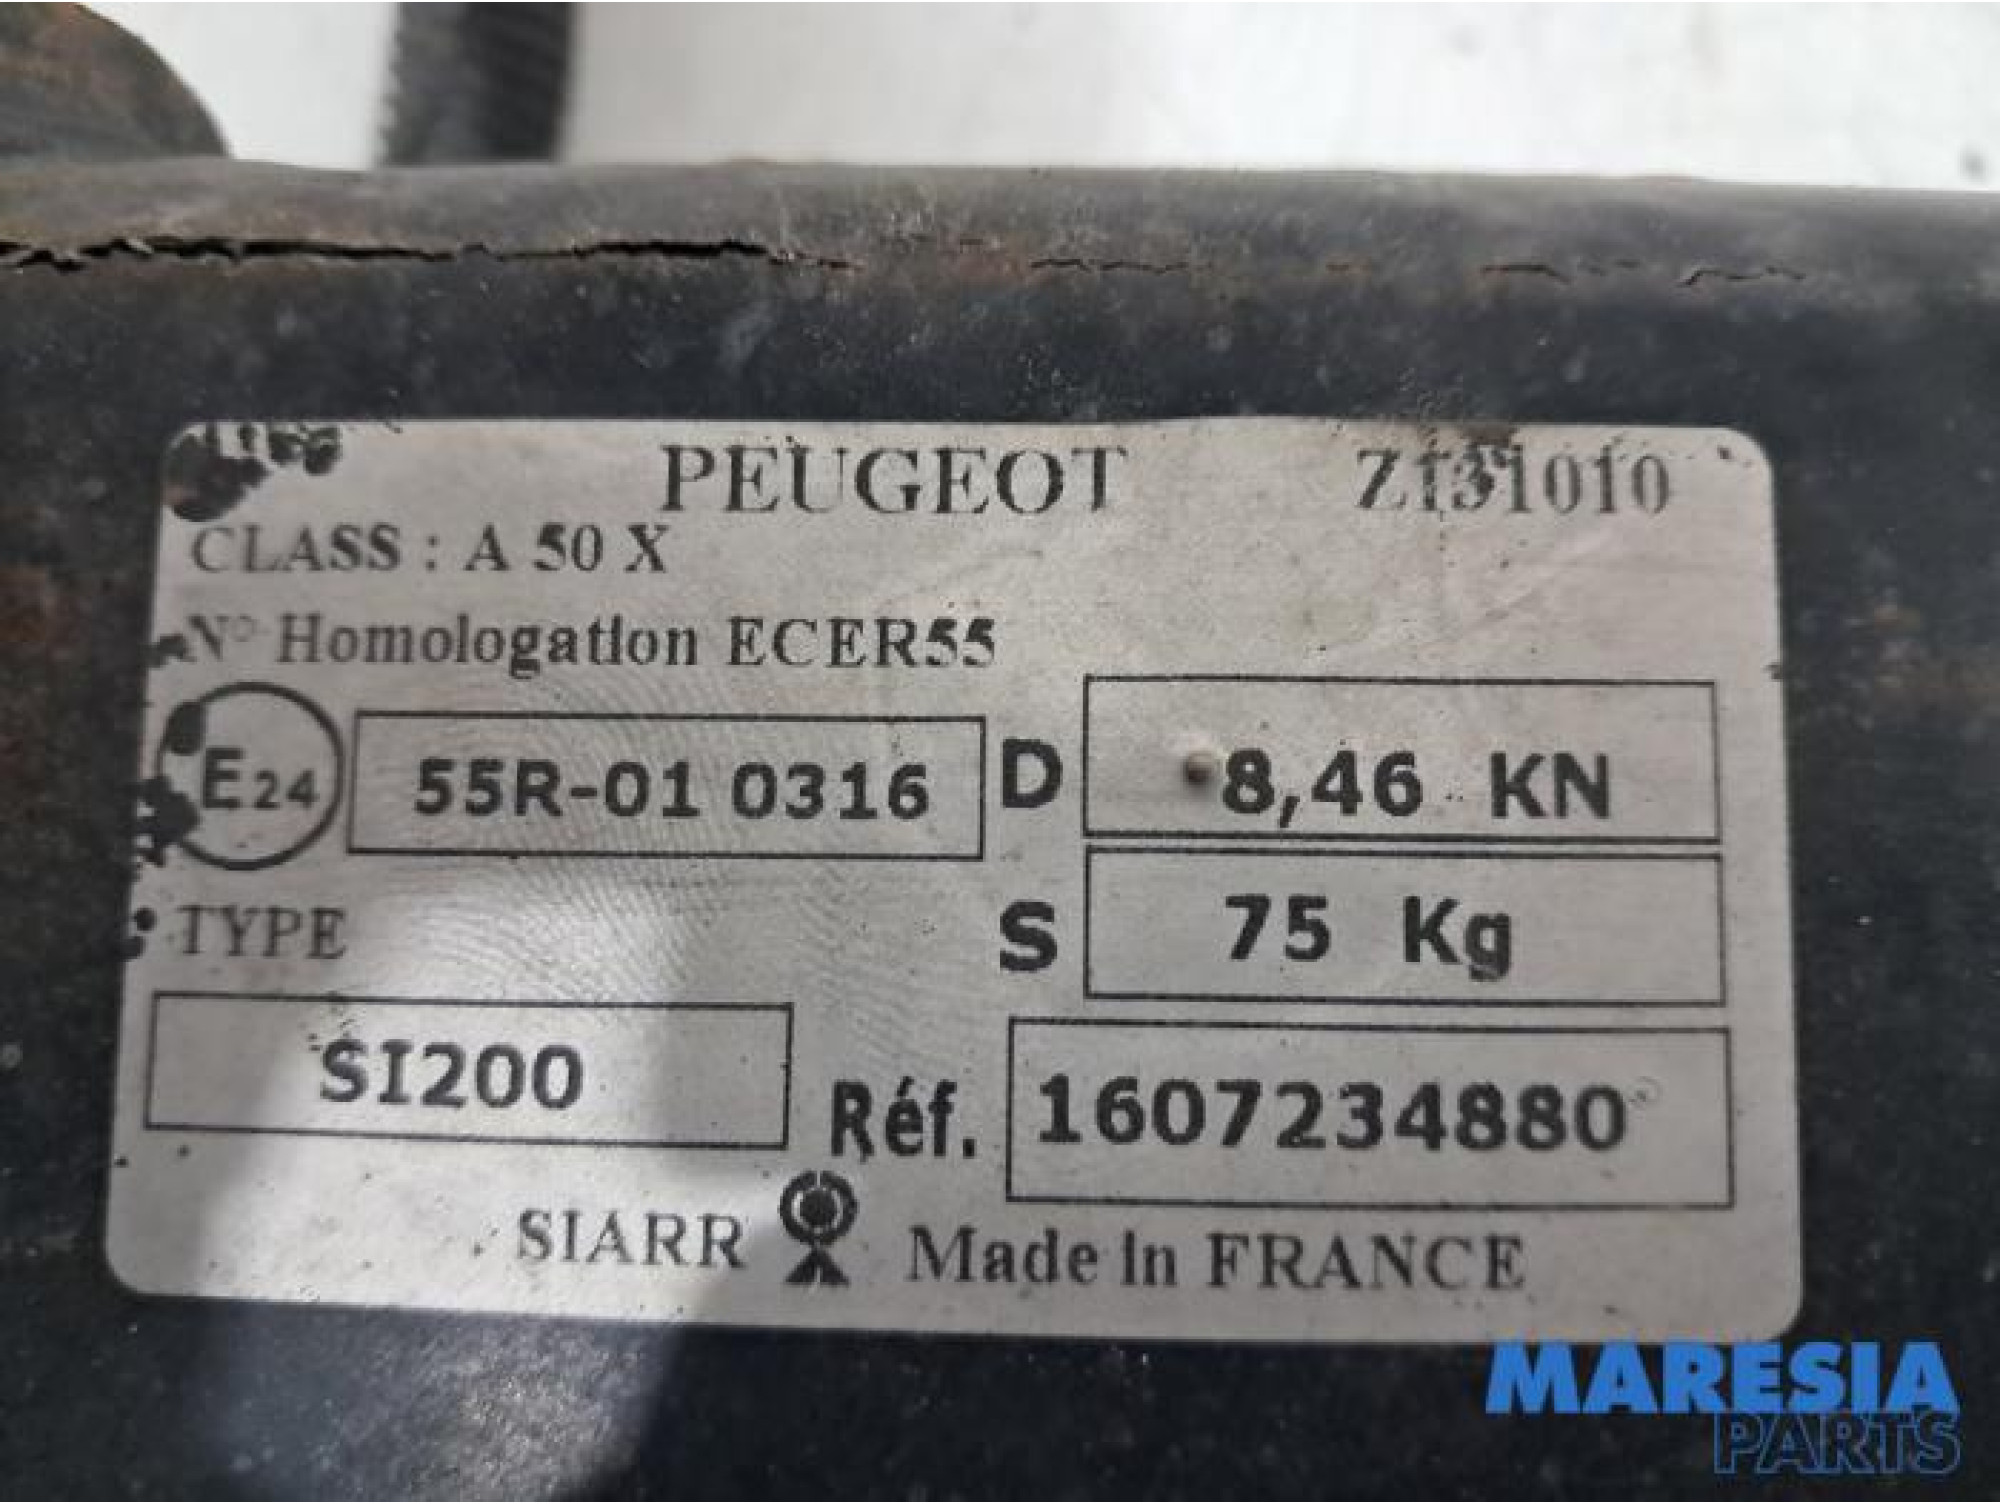 PEUGEOT Z131010
CLASS : A 50 X
N° Homologation ECER55
E24 55R-01 0316 D 8,46 KN
TYPE S 75 Kg
SI200 Réf. 1607234880
SIARR Made in FRANCE
MARESIA
PARTS